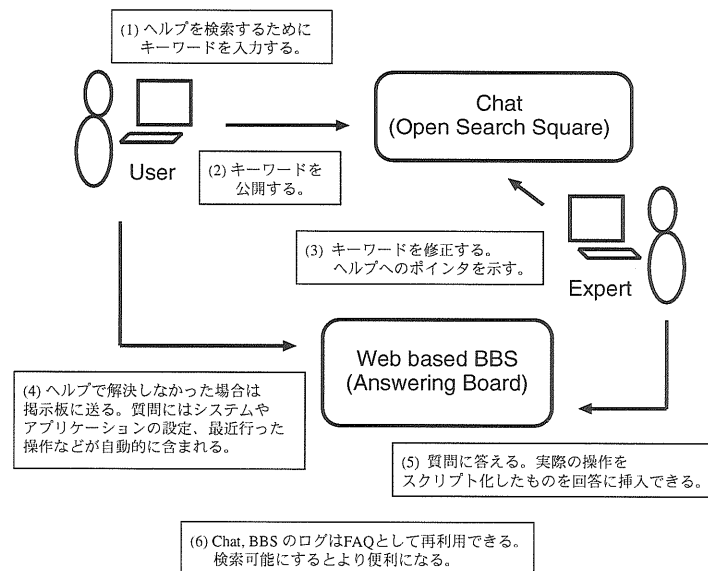 (1) ヘルプを検索するために
キーワードを入力する。
Chat
(Open Search Square)
User
(2) キーワードを
公開する。
(3) キーワードを修正する。
ヘルプへのポインタを示す。
Expert
Web based BBS
(Answering Board)
(4) ヘルプで解決しなかった場合は
掲示板に送る。質問にはシステムや
アプリケーションの設定、最近行った
操作などが自動的に含まれる。
(5) 質問に答える。実際の操作を
スクリプト化したものを回答に挿入できる。
(6) Chat, BBS のログはFAQとして再利用できる。
検索可能にするとより便利になる。